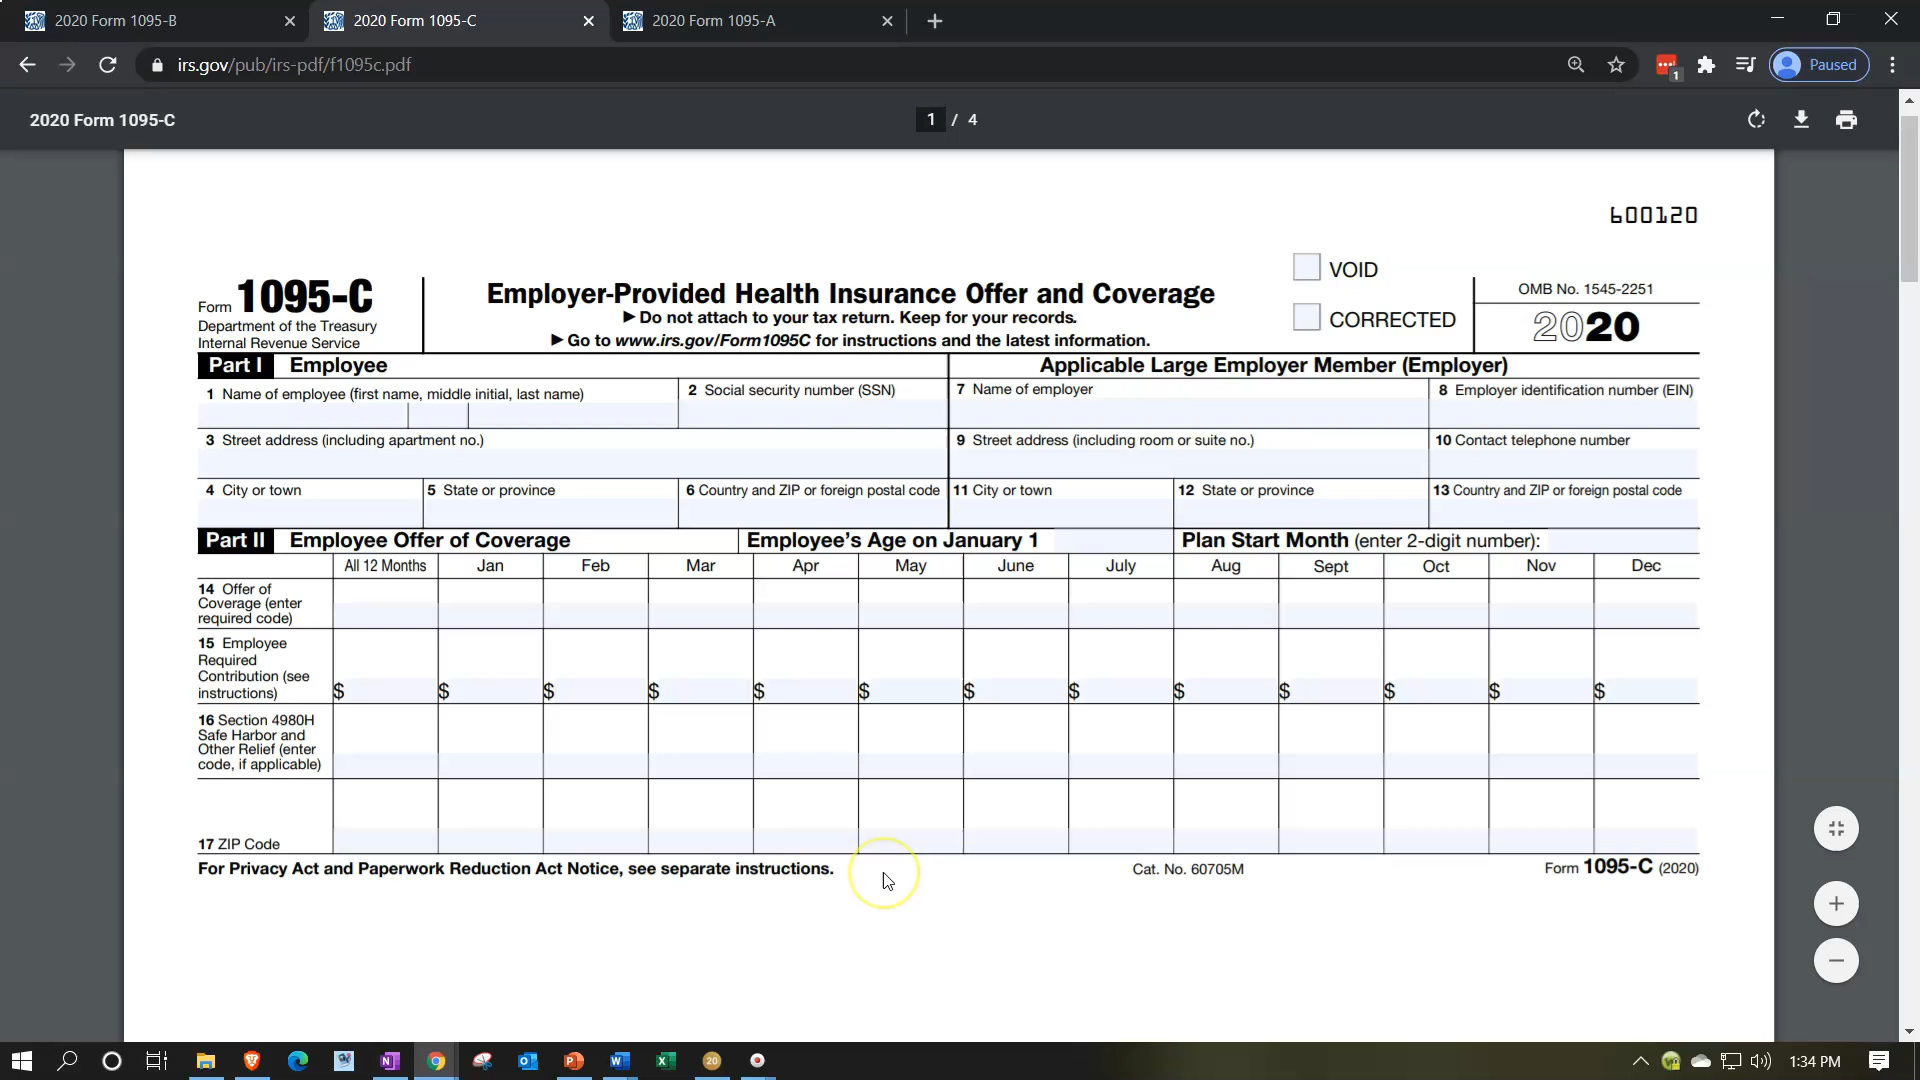 2020 Form 1095-B
2020 Form 1095-C
2020 Form 1095-A
irs.gov/pub/irs-pdf/f1095c.pdf
1
Paused
2020 Form 1095-C
1 / 4
600120
VOID
CORRECTED
Form 1095-C
Department of the Treasury
Internal Revenue Service
Employer-Provided Health Insurance Offer and Coverage
▶ Do not attach to your tax return. Keep for your records.
▶ Go to www.irs.gov/Form1095C for instructions and the latest information.
OMB No. 1545-2251
2020
Part I Employee
Applicable Large Employer Member (Employer)
1 Name of employee (first name, middle initial, last name)
2 Social security number (SSN)
7 Name of employer
8 Employer identification number (EIN)
3 Street address (including apartment no.)
9 Street address (including room or suite no.)
10 Contact telephone number
4 City or town
5 State or province
6 Country and ZIP or foreign postal code
11 City or town
12 State or province
13 Country and ZIP or foreign postal code
Part II Employee Offer of Coverage
Employee's Age on January 1
Plan Start Month (enter 2-digit number):
All 12 Months Jan Feb Mar Apr May June July Aug Sept Oct Nov Dec
14 Offer of
Coverage (enter
required code)
15 Employee
Required
Contribution (see
instructions)
$ $ $ $ $ $ $ $ $ $ $ $ $
16 Section 4980H
Safe Harbor and
Other Relief (enter
code, if applicable)
17 ZIP Code
For Privacy Act and Paperwork Reduction Act Notice, see separate instructions.
Cat. No. 60705M
Form 1095-C (2020)
20
1:34 PM